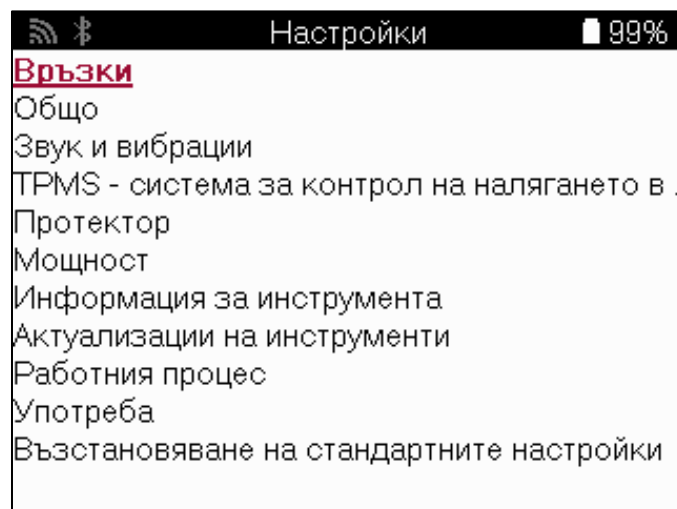 Настройки 99%
Връзки
Общо
Звук и вибрации
TPMS - система за контрол на налягането в .
Протектор
Мощност
Информация за инструмента
Актуализации на инструменти
Работния процес
Употреба
Възстановяване на стандартните настройки